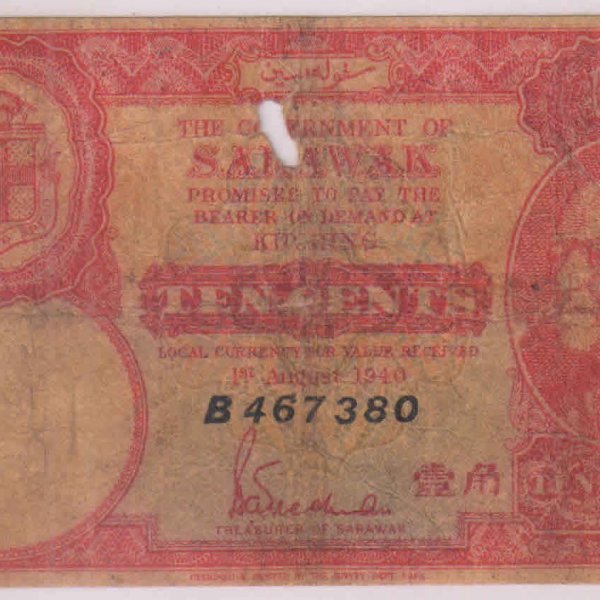 THE GOVERNMENT OF
SARAWAK
PROMISES TO PAY THE
BEARER ON DEMAND AT
KUCHING
TEN CENTS
LOCAL CURRENCY FOR VALUE RECEIVED
1ST August 1940
B 467380
壹角
TREASURER OF SARAWAK